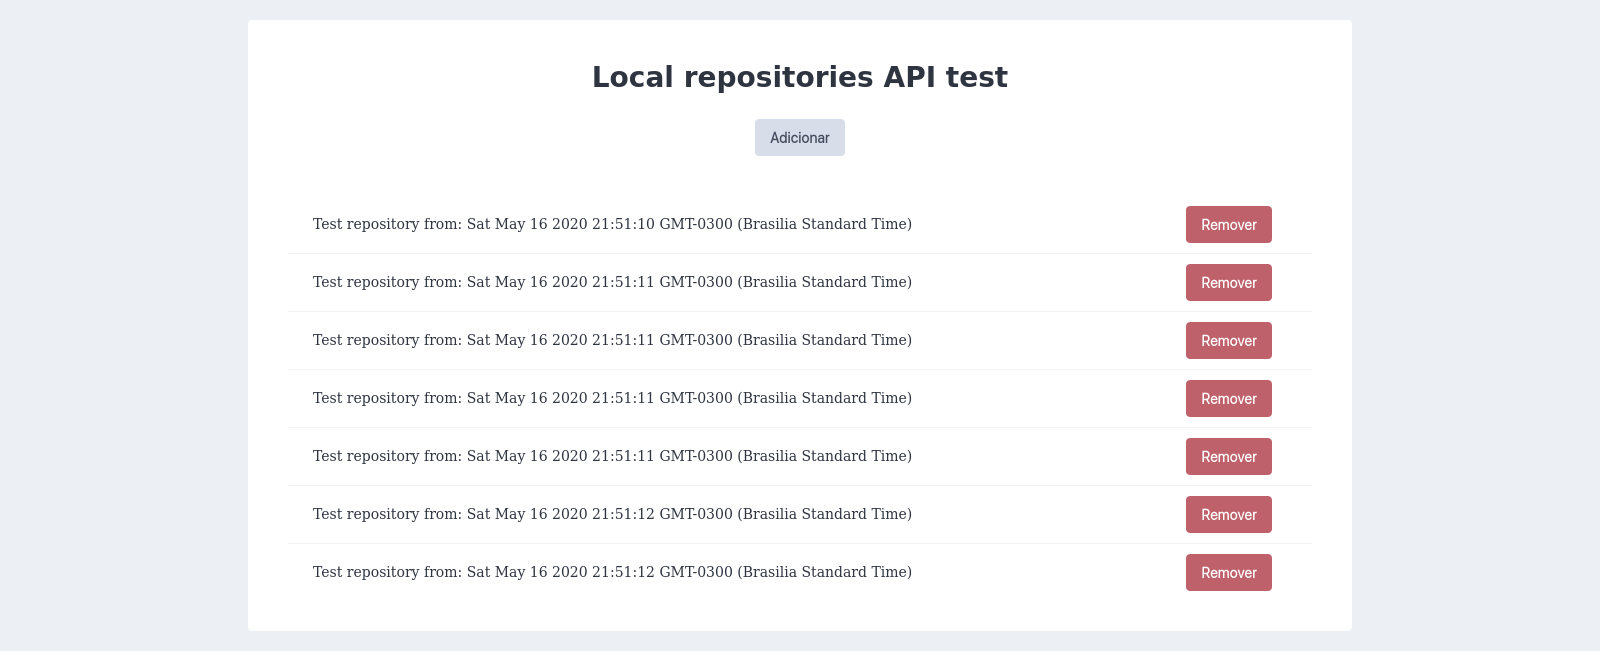 Local repositories API test
Adicionar
Test repository from: Sat May 16 2020 21:51:10 GMT-0300 (Brasilia Standard Time) Remover
Test repository from: Sat May 16 2020 21:51:11 GMT-0300 (Brasilia Standard Time) Remover
Test repository from: Sat May 16 2020 21:51:11 GMT-0300 (Brasilia Standard Time) Remover
Test repository from: Sat May 16 2020 21:51:11 GMT-0300 (Brasilia Standard Time) Remover
Test repository from: Sat May 16 2020 21:51:11 GMT-0300 (Brasilia Standard Time) Remover
Test repository from: Sat May 16 2020 21:51:12 GMT-0300 (Brasilia Standard Time) Remover
Test repository from: Sat May 16 2020 21:51:12 GMT-0300 (Brasilia Standard Time) Remover